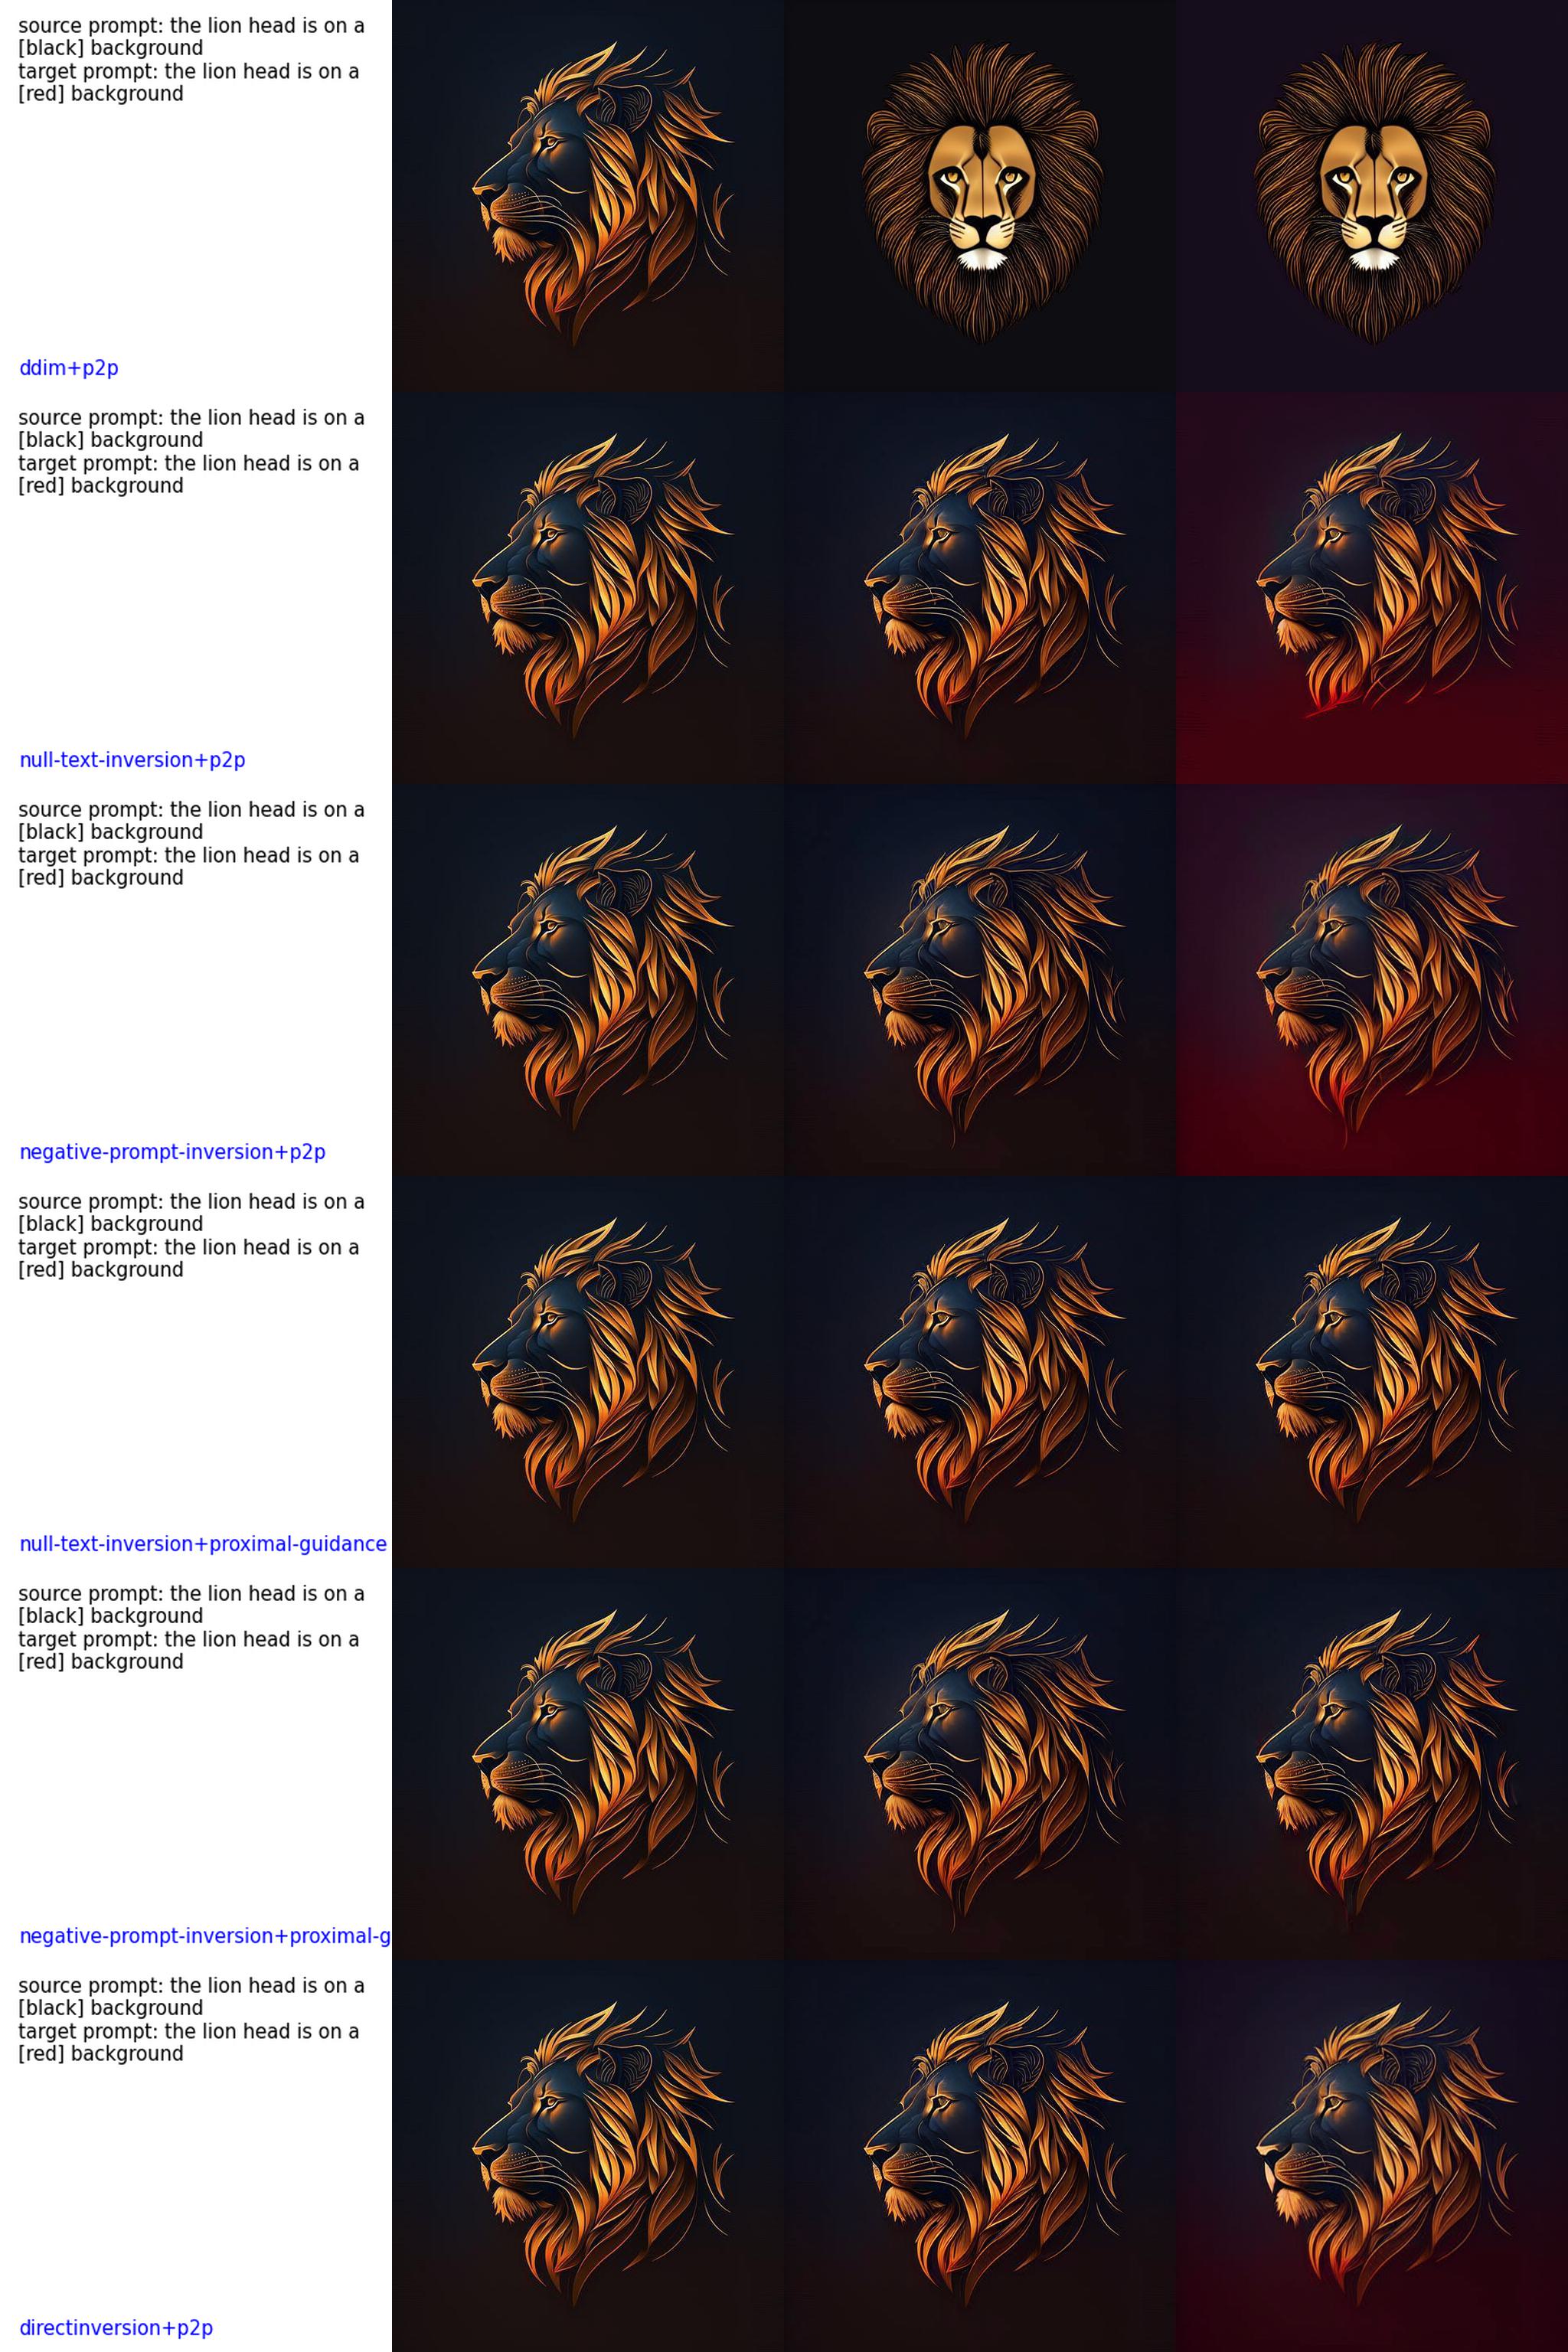 source prompt: the lion head is on a
[black] background
target prompt: the lion head is on a
[red] background
ddim+p2p
source prompt: the lion head is on a
[black] background
target prompt: the lion head is on a
[red] background
null-text-inversion+p2p
source prompt: the lion head is on a
[black] background
target prompt: the lion head is on a
[red] background
negative-prompt-inversion+p2p
source prompt: the lion head is on a
[black] background
target prompt: the lion head is on a
[red] background
null-text-inversion+proximal-guidance
source prompt: the lion head is on a
[black] background
target prompt: the lion head is on a
[red] background
negative-prompt-inversion+proximal-g
source prompt: the lion head is on a
[black] background
target prompt: the lion head is on a
[red] background
directinversion+p2p